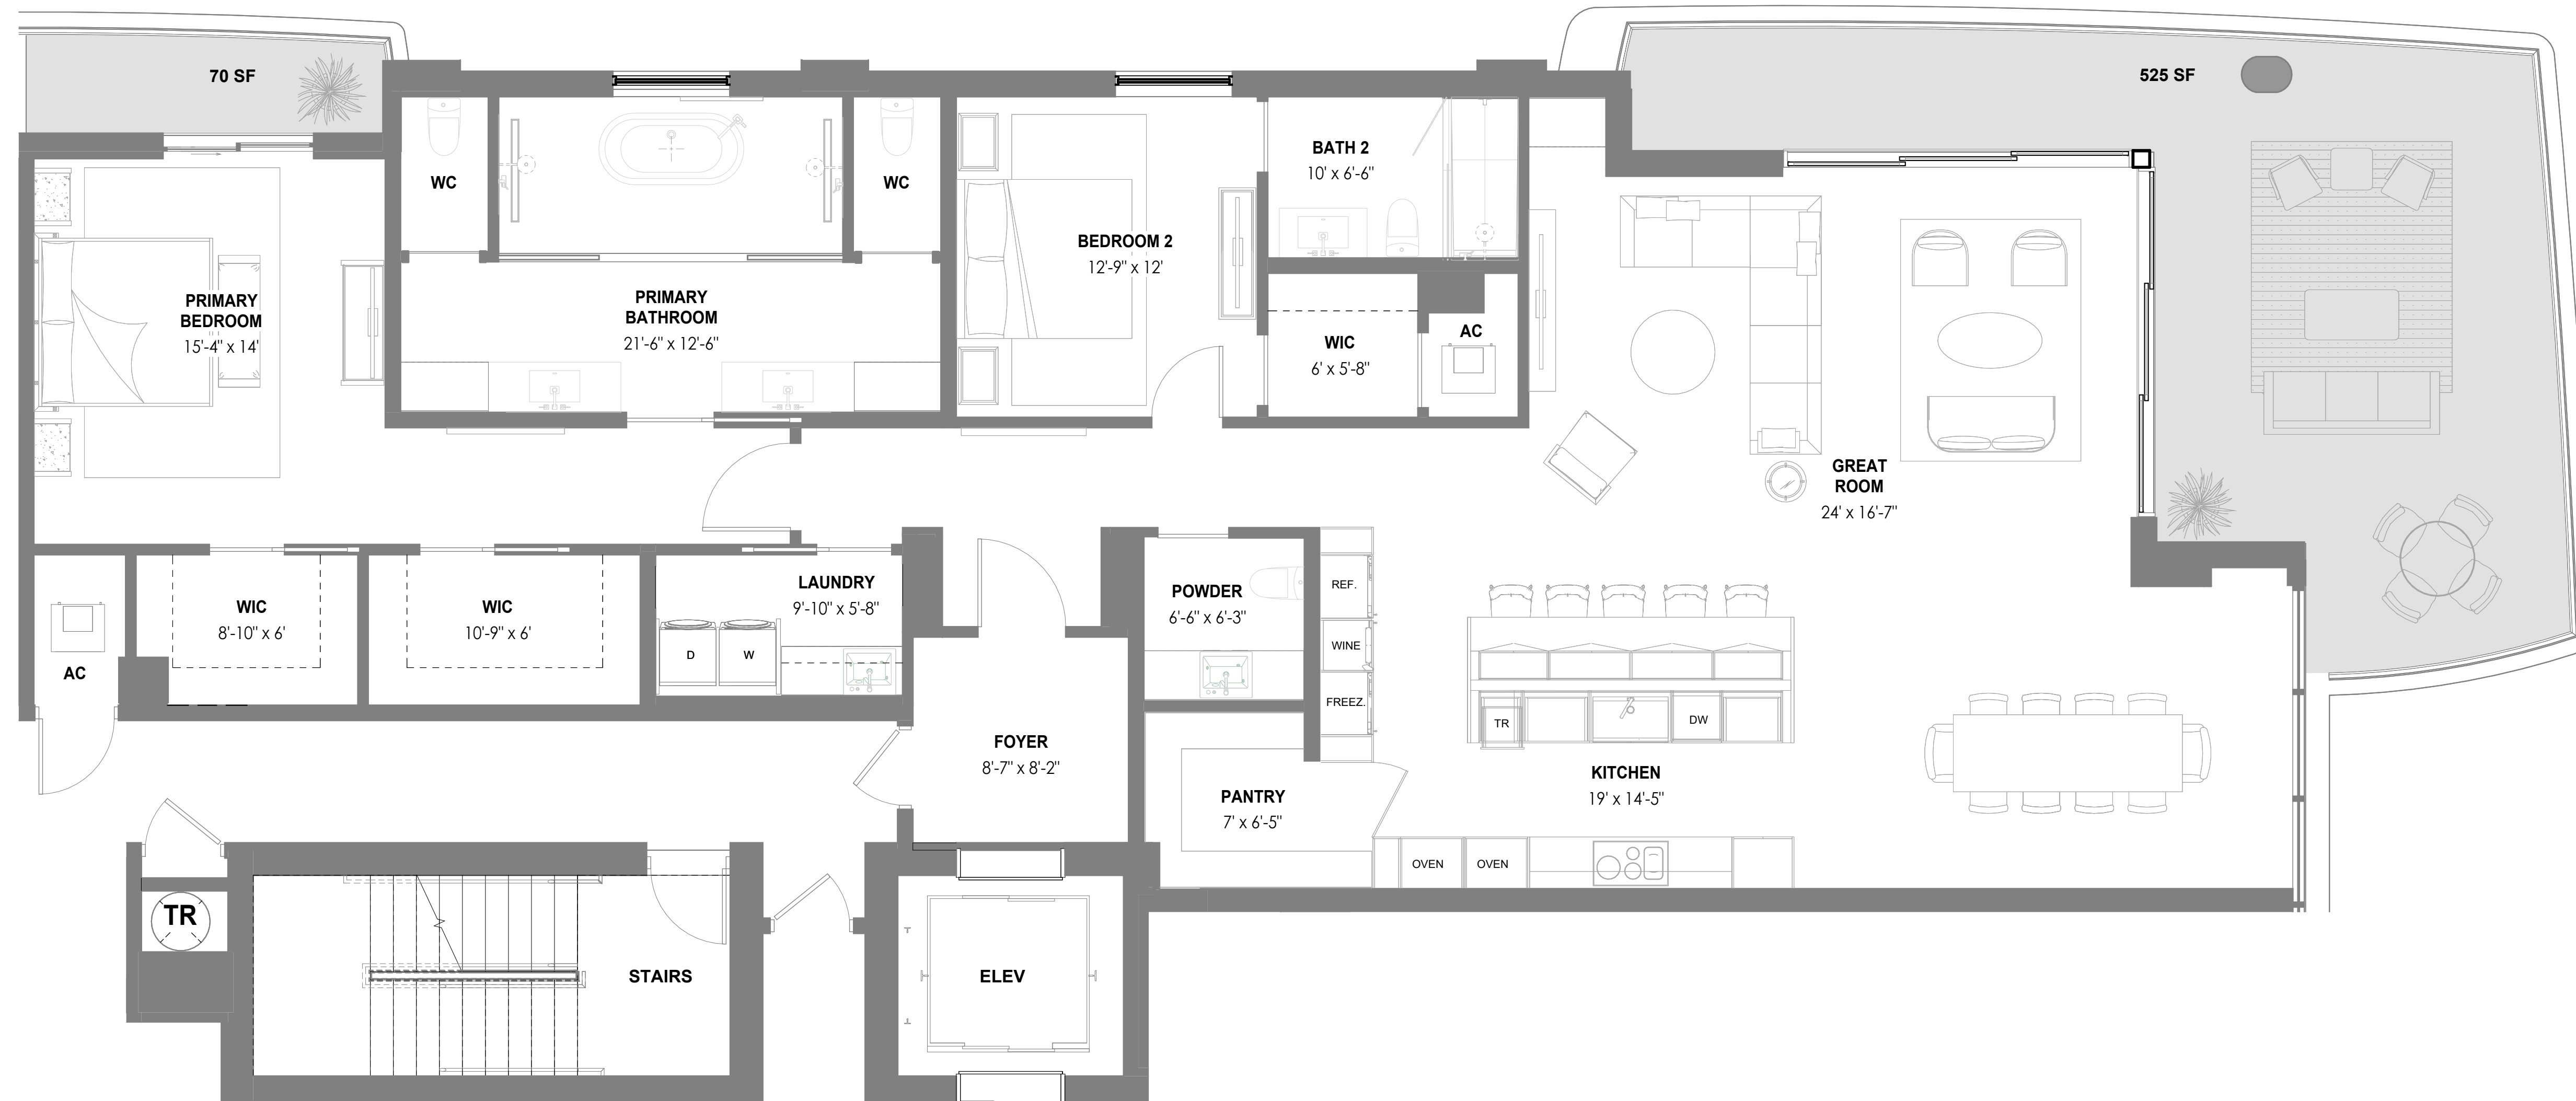 70 SF
525 SF
WC
WC
BATH 2
10' x 6'-6"
BEDROOM 2
12'-9" x 12'
PRIMARY
BEDROOM
15'-4" x 14'
PRIMARY
BATHROOM
21'-6" x 12'-6"
WIC
6' x 5'-8"
AC
GREAT
ROOM
24' x 16'-7"
AC
WIC
8'-10" x 6'
WIC
10'-9" x 6'
LAUNDRY
9'-10" x 5'-8"
D
W
POWDER
6'-6" x 6'-3"
REF.
WINE
FREEZ.
FOYER
8'-7" x 8'-2"
TR
DW
KITCHEN
19' x 14'-5"
PANTRY
7' x 6'-5"
OVEN
OVEN
TR
STAIRS
ELEV